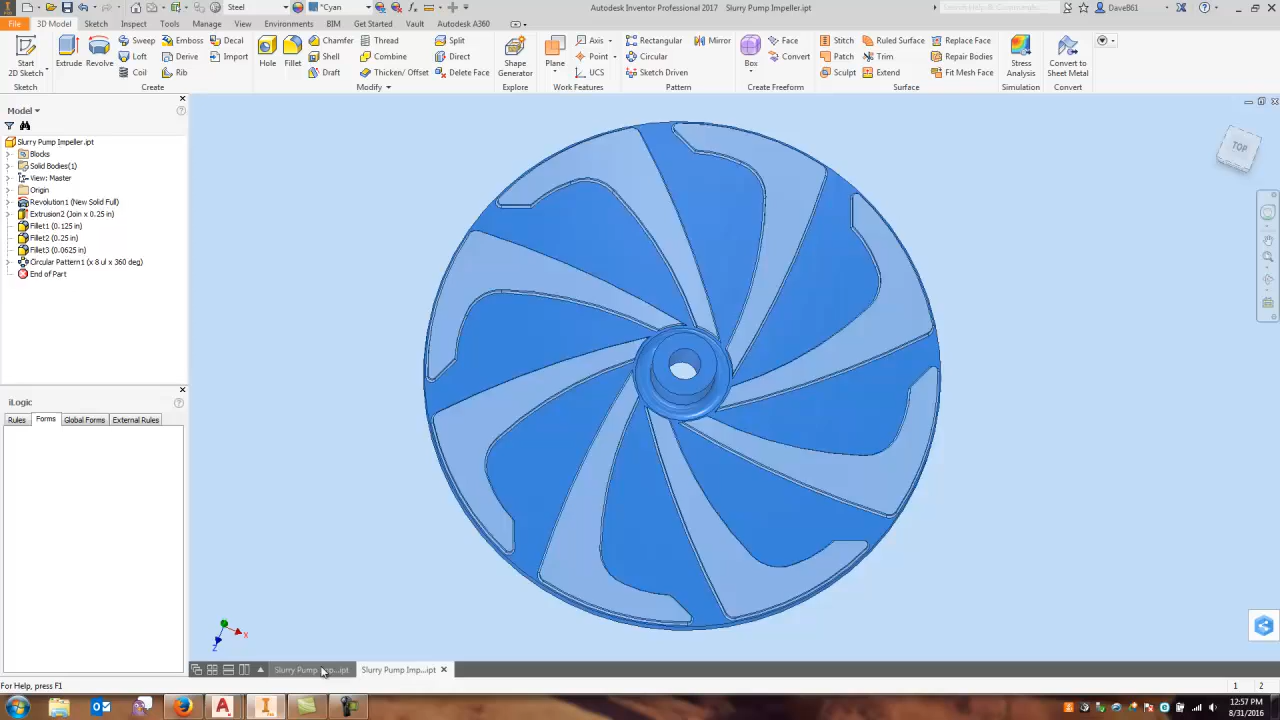 Steel
*Cyan
Autodesk Inventor Professional 2017 Slurry Pump Impeller.ipt
DaveB61
File 3D Model Sketch Inspect Tools Manage View Environments BIM Get Started Vault Autodesk A360
Start
2D Sketch
Extrude
Revolve
Sweep
Loft
Coil
Emboss
Derive
Rib
Decal
Import
Hole
Fillet
Chamfer
Shell
Draft
Thread
Combine
Thicken/ Offset
Split
Direct
Delete Face
Shape
Generator
Plane
Axis
Point
UCS
Rectangular
Circular
Sketch Driven
Mirror
Box
Face
Convert
Stitch
Patch
Sculpt
Ruled Surface
Trim
Extend
Replace Face
Repair Bodies
Fit Mesh Face
Stress
Analysis
Convert to
Sheet Metal
Sketch Create Modify Explore Work Features Pattern Create Freeform Surface Simulation Convert
Model
Slurry Pump Impeller.ipt
Blocks
Solid Bodies(1)
View: Master
Origin
Revolution1 (New Solid Full)
Extrusion2 (Join x 0.25 in)
Fillet1 (0.125 in)
Fillet2 (0.25 in)
Fillet3 (0.0625 in)
Circular Pattern1 (x 8 ul x 360 deg)
End of Part
TOP
iLogic
Rules Forms Global Forms External Rules
X
Z
Slurry Pump Imp...ipt Slurry Pump Imp...ipt
For Help, press F1
1 2
12:57 PM
8/31/2016